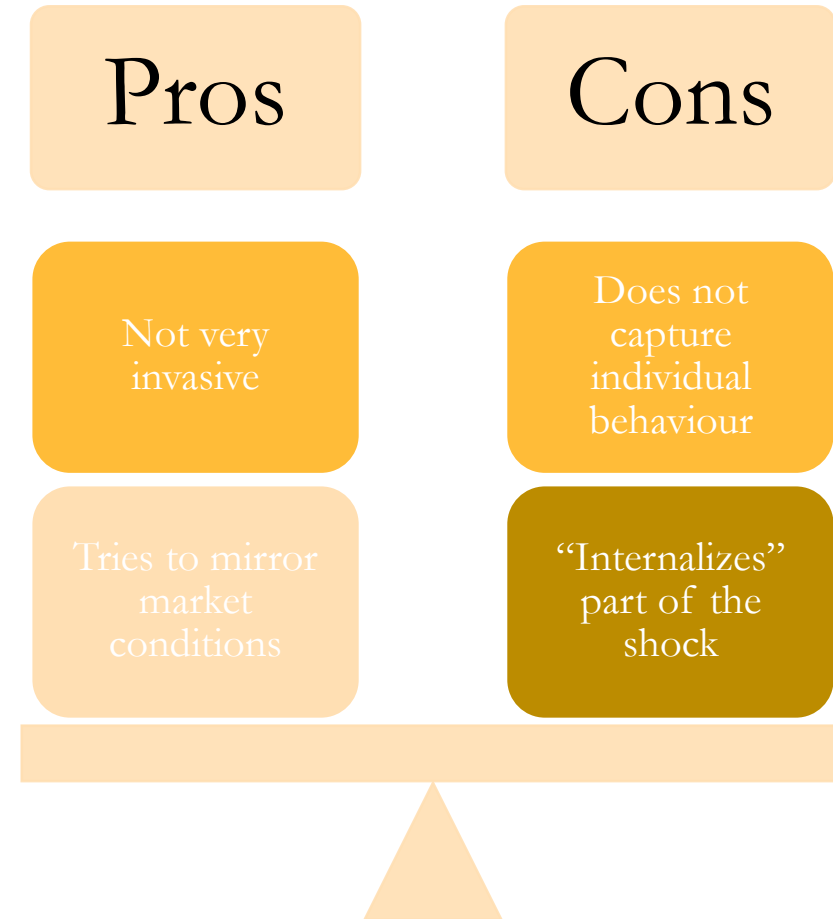 Pros
Cons
Not very
invasive
Does not
capture
individual
behaviour
Tries to mirror
market
conditions
“Internalizes”
part of the
shock